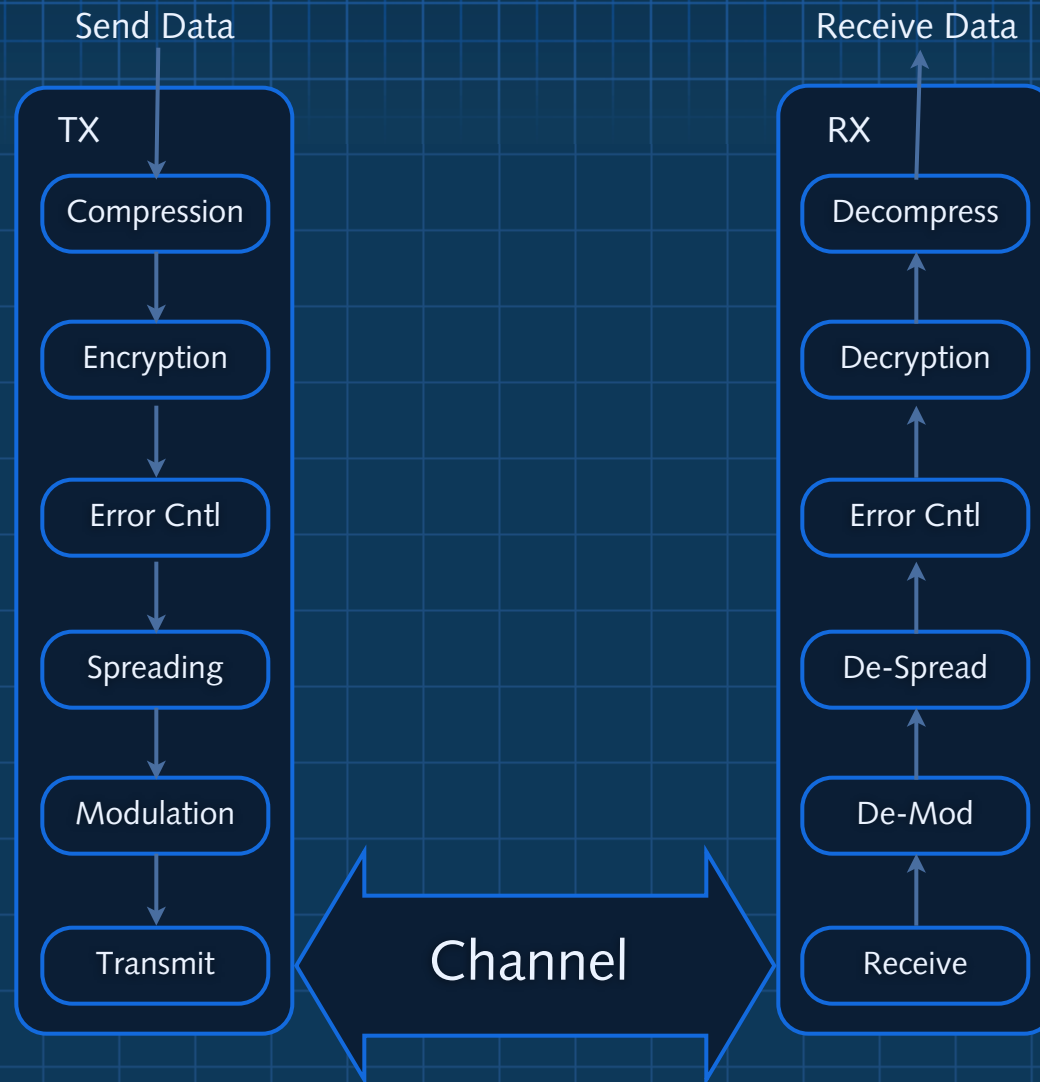 Send Data
TX
Compression
Encryption
Error Cntl
Spreading
Modulation
Transmit
Channel
Receive Data
RX
Decompress
Decryption
Error Cntl
De-Spread
De-Mod
Receive